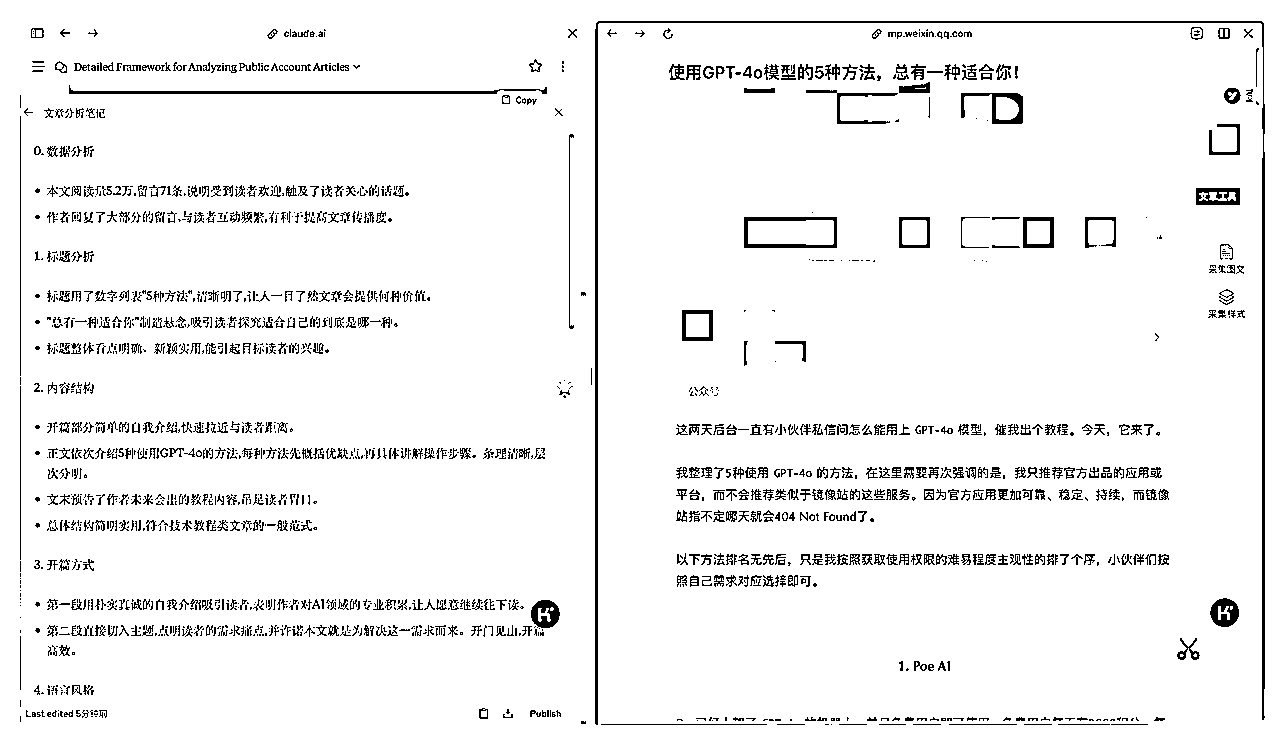 claude.ai
Detailed Framework for Analyzing Public Account Articles
Copy
文章分析笔记
0. 数据分析
本文阅读量5.2万,留言71条,说明受到读者欢迎,触及了读者关心的话题。
作者回复了大部分的留言,与读者互动频繁,有利于提高文章传播度。
1. 标题分析
标题用了数字列表"5种方法",清晰明了,让人一目了然文章会提供何种价值。
"总有一种适合你"制造悬念,吸引读者探究适合自己的到底是哪一种。
标题整体看点明确、新颖实用,能引起目标读者的兴趣。
2. 内容结构
开篇部分简单的自我介绍,快速拉近与读者距离。
正文依次介绍5种使用GPT-4o的方法,每种方法先概括优缺点,再具体讲解操作步骤。条理清晰,层
次分明。
文末预告了作者未来会出的教程内容,吊足读者胃口。
总体结构简明实用,符合技术教程类文章的一般范式。
3. 开篇方式
第一段用朴实真诚的自我介绍吸引读者,表明作者对AI领域的专业积累,让人愿意继续往下读。
第二段直接切入主题,点明读者的需求痛点,并许诺本文就是为解决这一需求而来。开门见山,开篇
高效。
4. 语言风格
Last edited 5分钟前
Publish
mp.weixin.qq.com
使用GPT-4o模型的5种方法，总有一种适合你！
文章工具
采集图文
采集样式
公众号
这两天后台一直有小伙伴私信问怎么能用上 GPT-4o 模型，催我出个教程。今天，它来了。
我整理了5种使用 GPT-4o 的方法，在这里需要再次强调的是，我只推荐官方出品的应用或
平台，而不会推荐类似于镜像站的这些服务。因为官方应用更加可靠、稳定、持续，而镜像
站指不定哪天就会404 Not Found了。
以下方法排名无先后，只是我按照获取使用权限的难易程度主观性的排了个序，小伙伴们按
照自己需求对应选择即可。
1. Poe AI